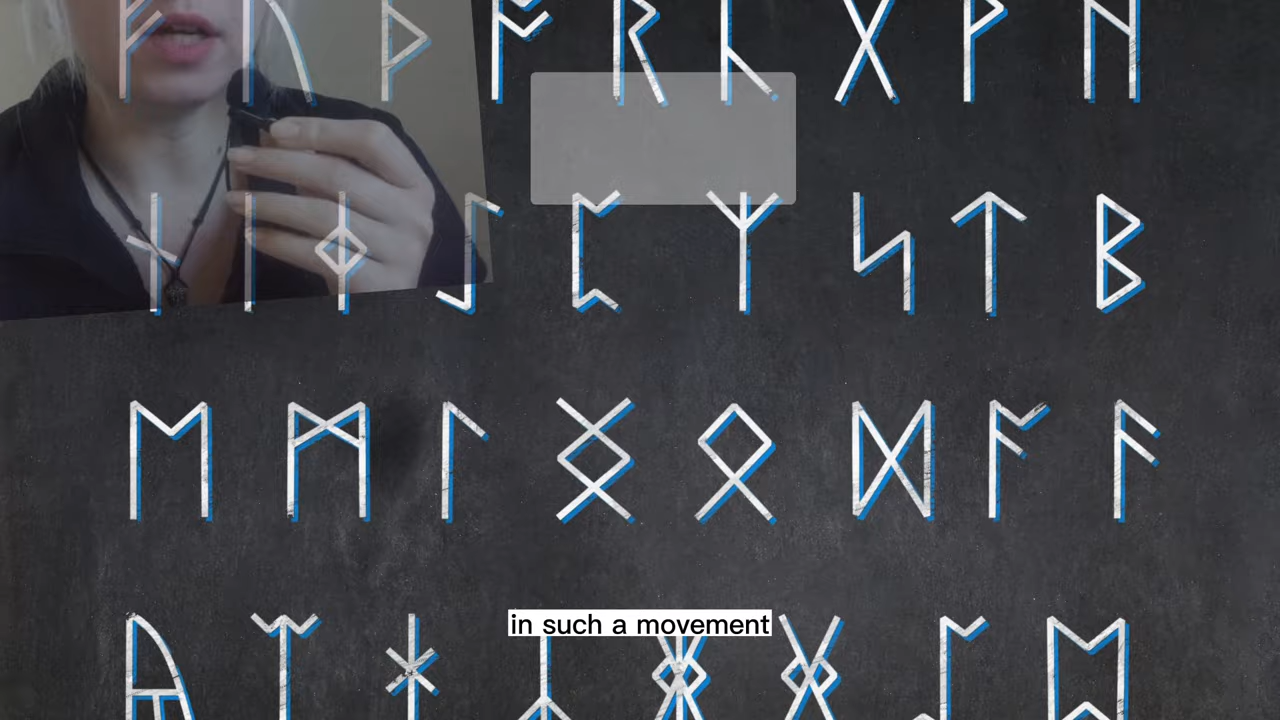 ᚠ ᚢ ᚦ ᚩ ᚱ ᚳ ᚷ ᚹ ᚺ
ᚾ ᛁ ᛄ ᛇ ᛈ ᛉ ᛋ ᛏ ᛒ
ᛖ ᛗ ᛚ ᛝ ᛟ ᛞ ᚪ ᚫ
in such a movement
ᚣ ᛠ ᛡ ᛣ ᚸ ᛢ ᛥ